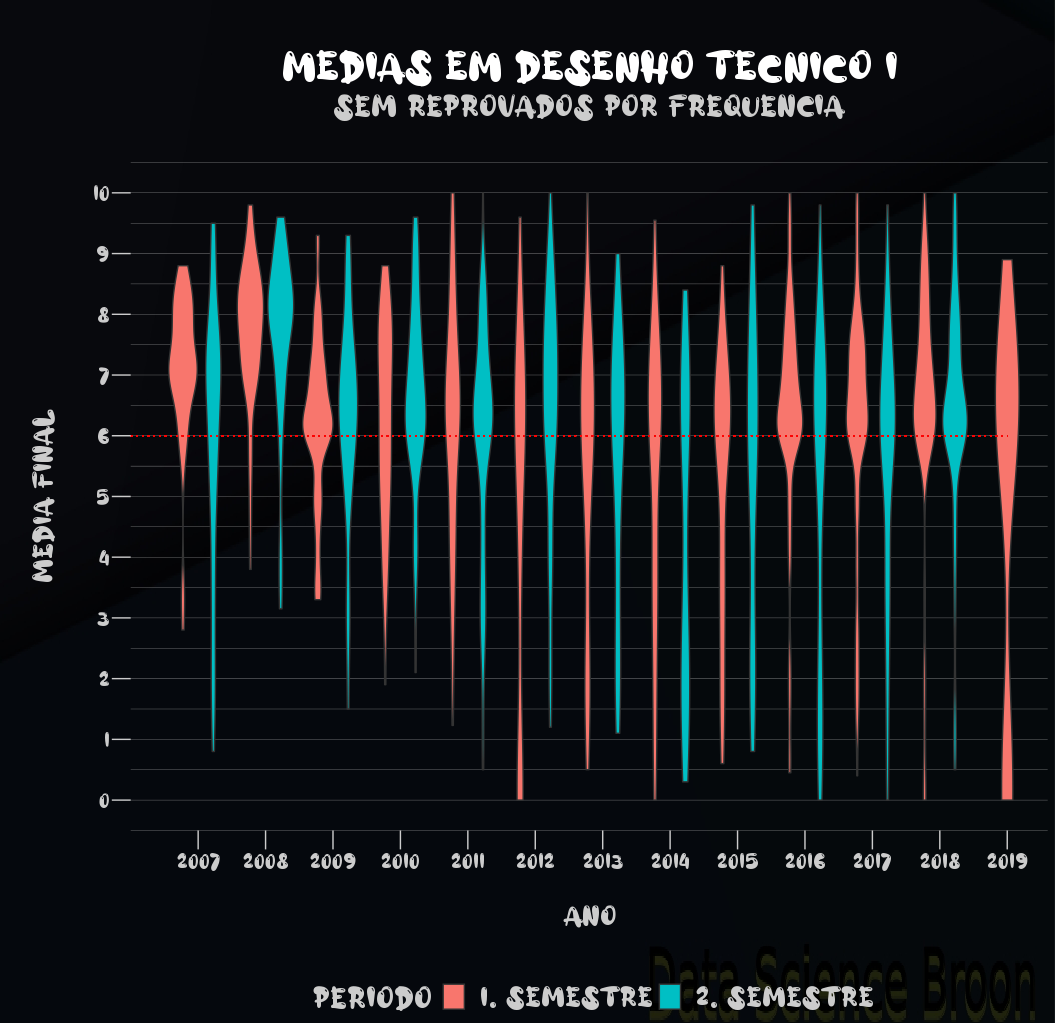 MEDIAS EM DESENHO TECNICO I
SEM REPROVADOS POR FREQUENCIA
MEDIA FINAL
10
9
8
7
6
5
4
3
2
1
0
2007 2008 2009 2010 2011 2012 2013 2014 2015 2016 2017 2018 2019
ANO
Data Science Broon
PERIODO 1. SEMESTRE 2. SEMESTRE